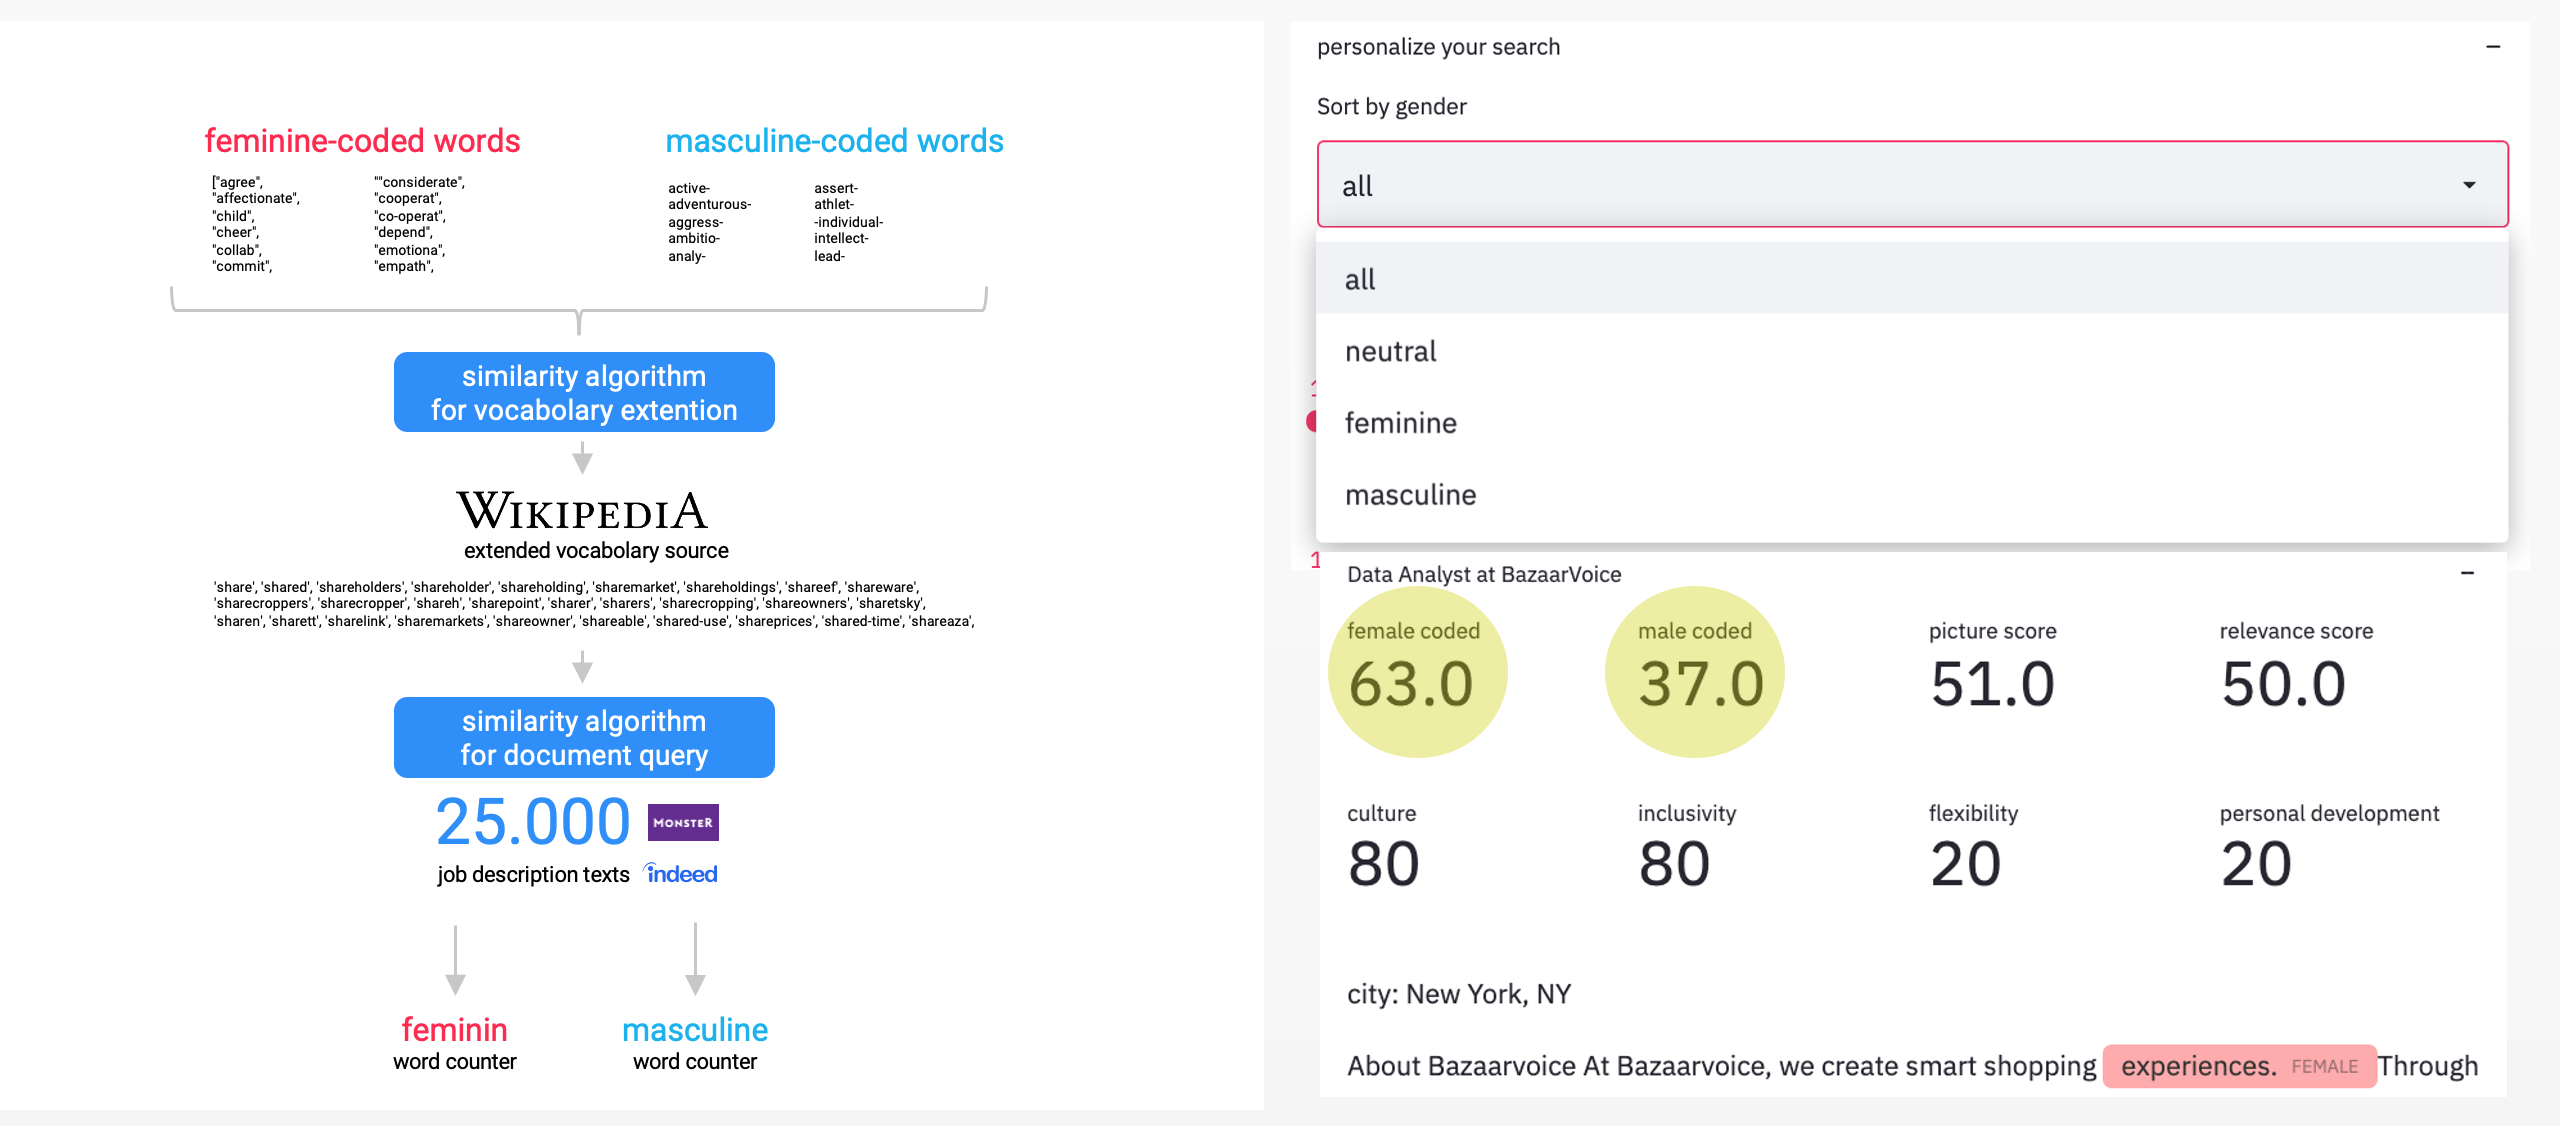 feminine-coded words
["agree",
"affectionate",
"child",
"cheer",
"collab",
"commit",
""considerate",
"cooperat",
"co-operat",
"depend",
"emotiona",
"empath",
masculine-coded words
active-
adventurous-
aggress-
ambitio-
analy-
assert-
athlet-
-individual-
intellect-
lead-
similarity algorithm
for vocabolary extention
WIKIPEDIA
extended vocabolary source
'share', 'shared', 'shareholders', 'shareholder', 'shareholding', 'sharemarket', 'shareholdings', 'shareef', 'shareware',
'sharecroppers', 'sharecropper', 'shareh', 'sharepoint', 'sharer', 'sharers', 'sharecropping', 'shareowners', 'sharetsky',
'sharen', 'sharett', 'sharelink', 'sharemarkets', 'shareowner', 'shareable', 'shared-use', 'shareprices', 'shared-time', 'shareaza',
similarity algorithm
for document query
25.000
MONSTER
job description texts
indeed
feminin
word counter
masculine
word counter
personalize your search
Sort by gender
all
all
neutral
feminine
masculine
Data Analyst at BazaarVoice
female coded
63.0
male coded
37.0
picture score
51.0
relevance score
50.0
culture
80
inclusivity
80
flexibility
20
personal development
20
city: New York, NY
About Bazaarvoice At Bazaarvoice, we create smart shopping experiences. FEMALE Through